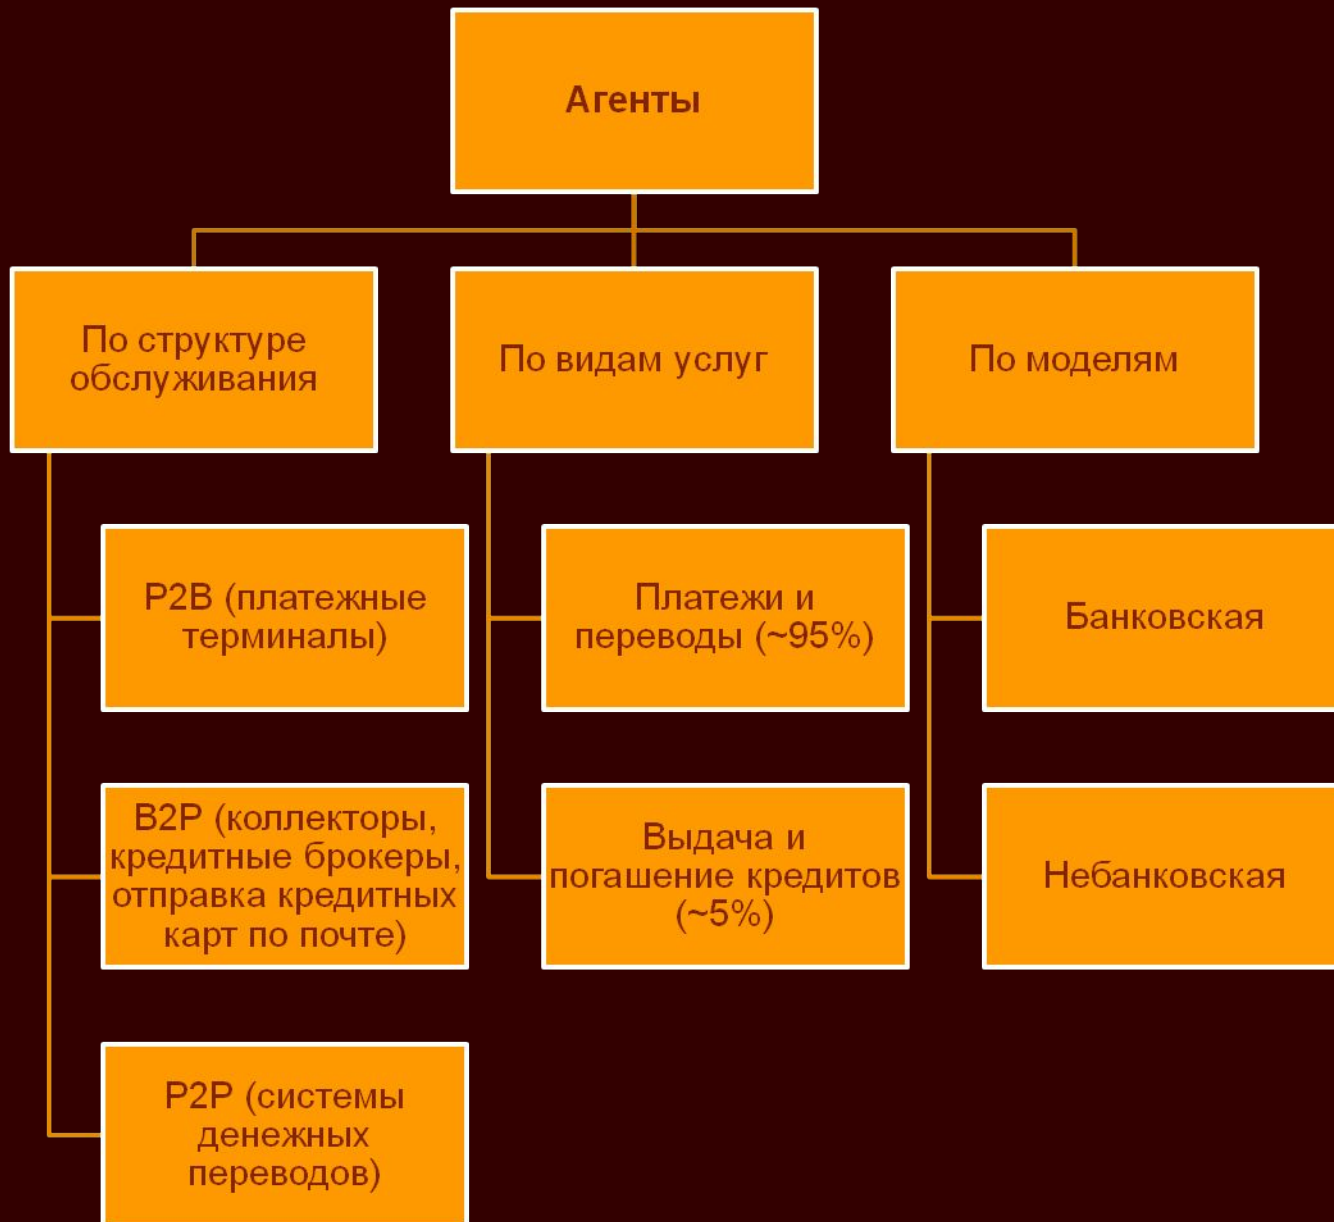 Агенты
По структуре
обслуживания
По видам услуг
По моделям
P2B (платежные
терминалы)
Платежи и
переводы (~95%)
Банковская
B2P (коллекторы,
кредитные брокеры,
отправка кредитных
карт по почте)
Выдача и
погашение кредитов
(~5%)
Небанковская
P2P (системы
денежных
переводов)